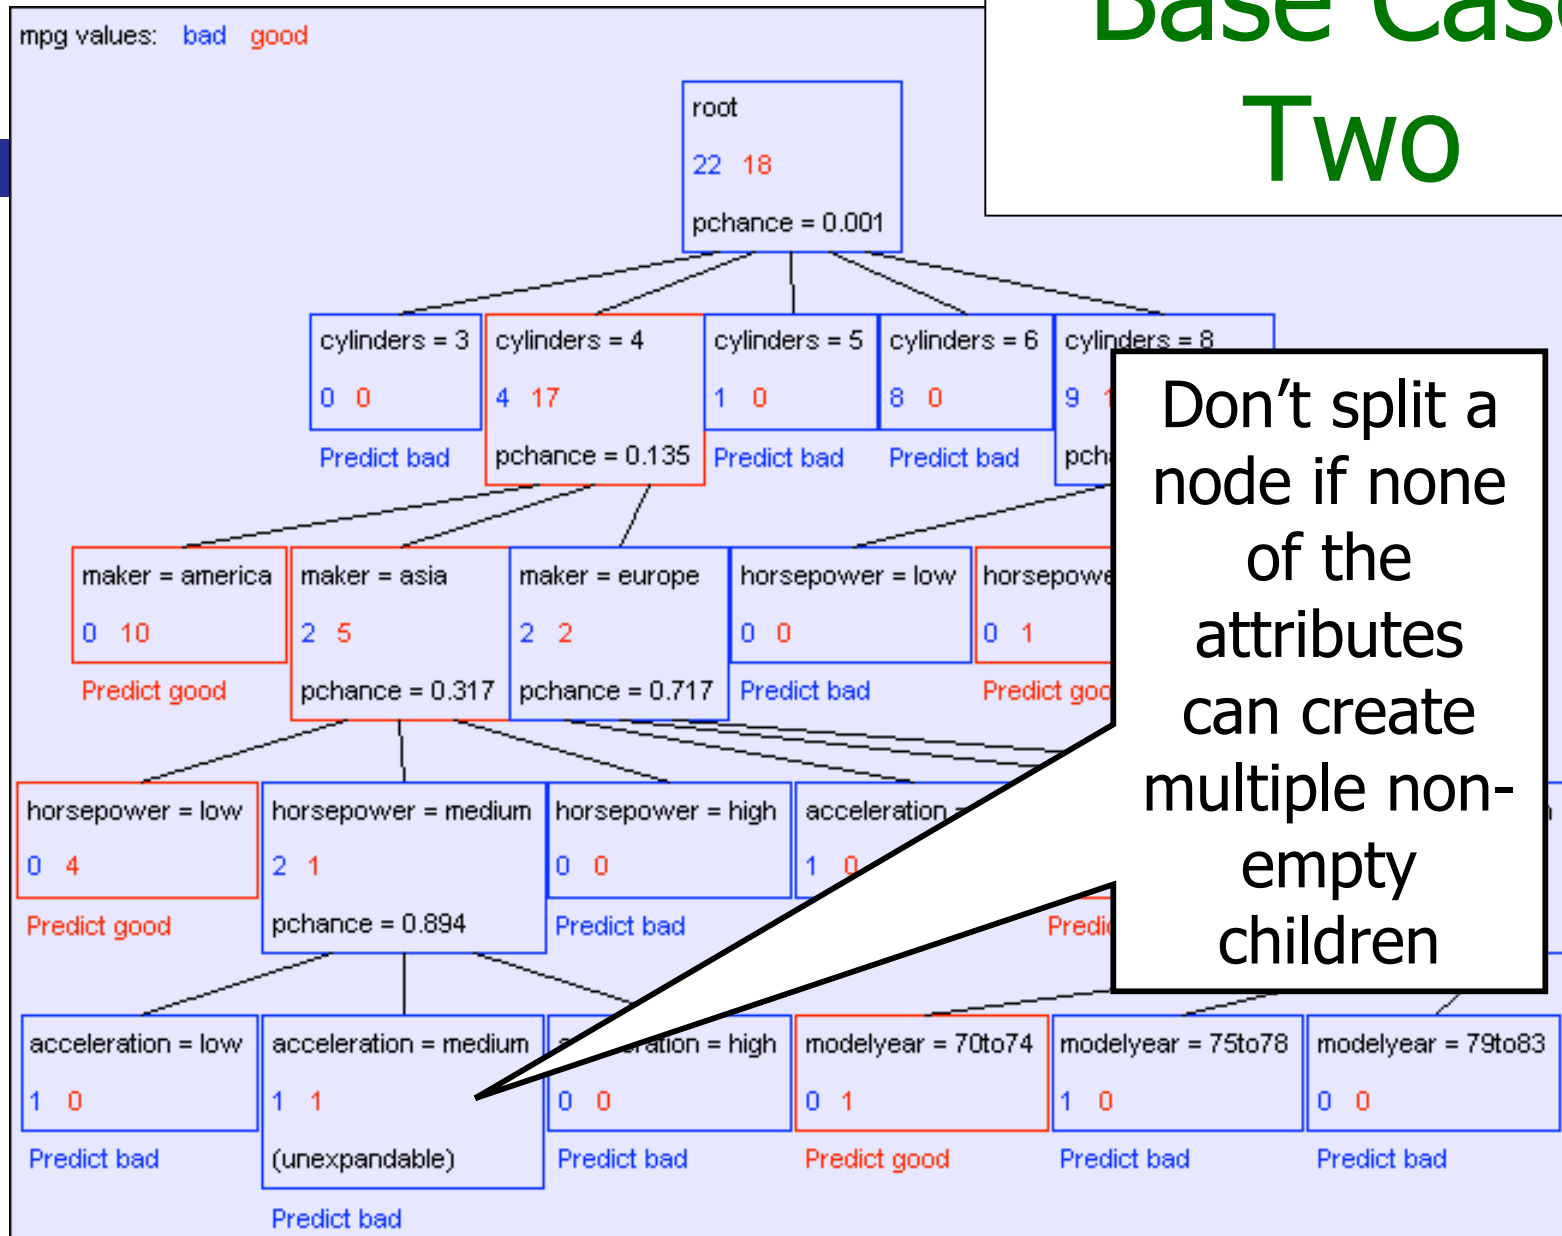 Base Case
Two
mpg values: bad good
root
22 18
pchance = 0.001
cylinders = 3 cylinders = 4 cylinders = 5 cylinders = 6 cylinders = 8
0 0 4 17 1 0 8 0 9
Predict bad pchance = 0.135 Predict bad Predict bad
maker = america maker = asia maker = europe horsepower = low
0 10 2 5 2 2 0 0 0 1
Predict good pchance = 0.317 pchance = 0.717 Predict bad Predict
horsepower = low horsepower = medium horsepower = high acceleration
0 4 2 1 0 0 1 0
Predict good pchance = 0.894 Predict bad
acceleration = low acceleration = medium = high modelyear = 70to74 modelyear = 75to78 modelyear = 79to83
1 0 1 1 0 0 0 1 1 0 0 0
Predict bad (unexpandable) Predict bad Predict good Predict bad Predict bad
Predict bad
Don’t split a
node if none
of the
attributes
can create
multiple non-
empty
children